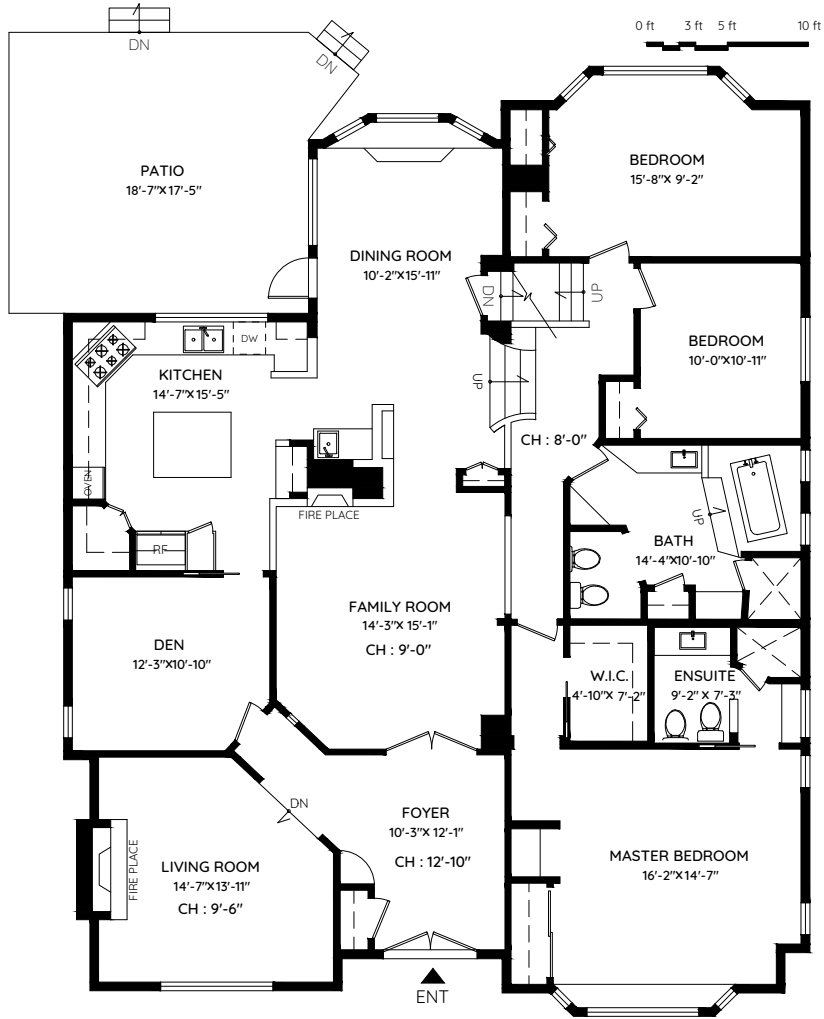 0 ft 3 ft 5 ft 10 ft
DN
DN
PATIO
18'-7"X17'-5"
BEDROOM
15'-8"X 9'-2"
DINING ROOM
10'-2"X15'-11"
DN
UP
DW
BEDROOM
10'-0"X10'-11"
KITCHEN
14'-7"X15'-5"
UP
CH : 8'-0"
OVEN
FIRE PLACE
UP
RF
BATH
14'-4"X10'-10"
FAMILY ROOM
14'-3" X 15'-1"
CH : 9'-0"
DEN
12'-3"X10'-10"
W.I.C.
4'-10"X 7'-2"
ENSUITE
9'-2" X 7'-3"
DN
FOYER
10'-3"X 12'-1"
CH : 12'-10"
FIRE PLACE
LIVING ROOM
14'-7"X13'-11"
CH : 9'-6"
MASTER BEDROOM
16'-2"X14'-7"
ENT